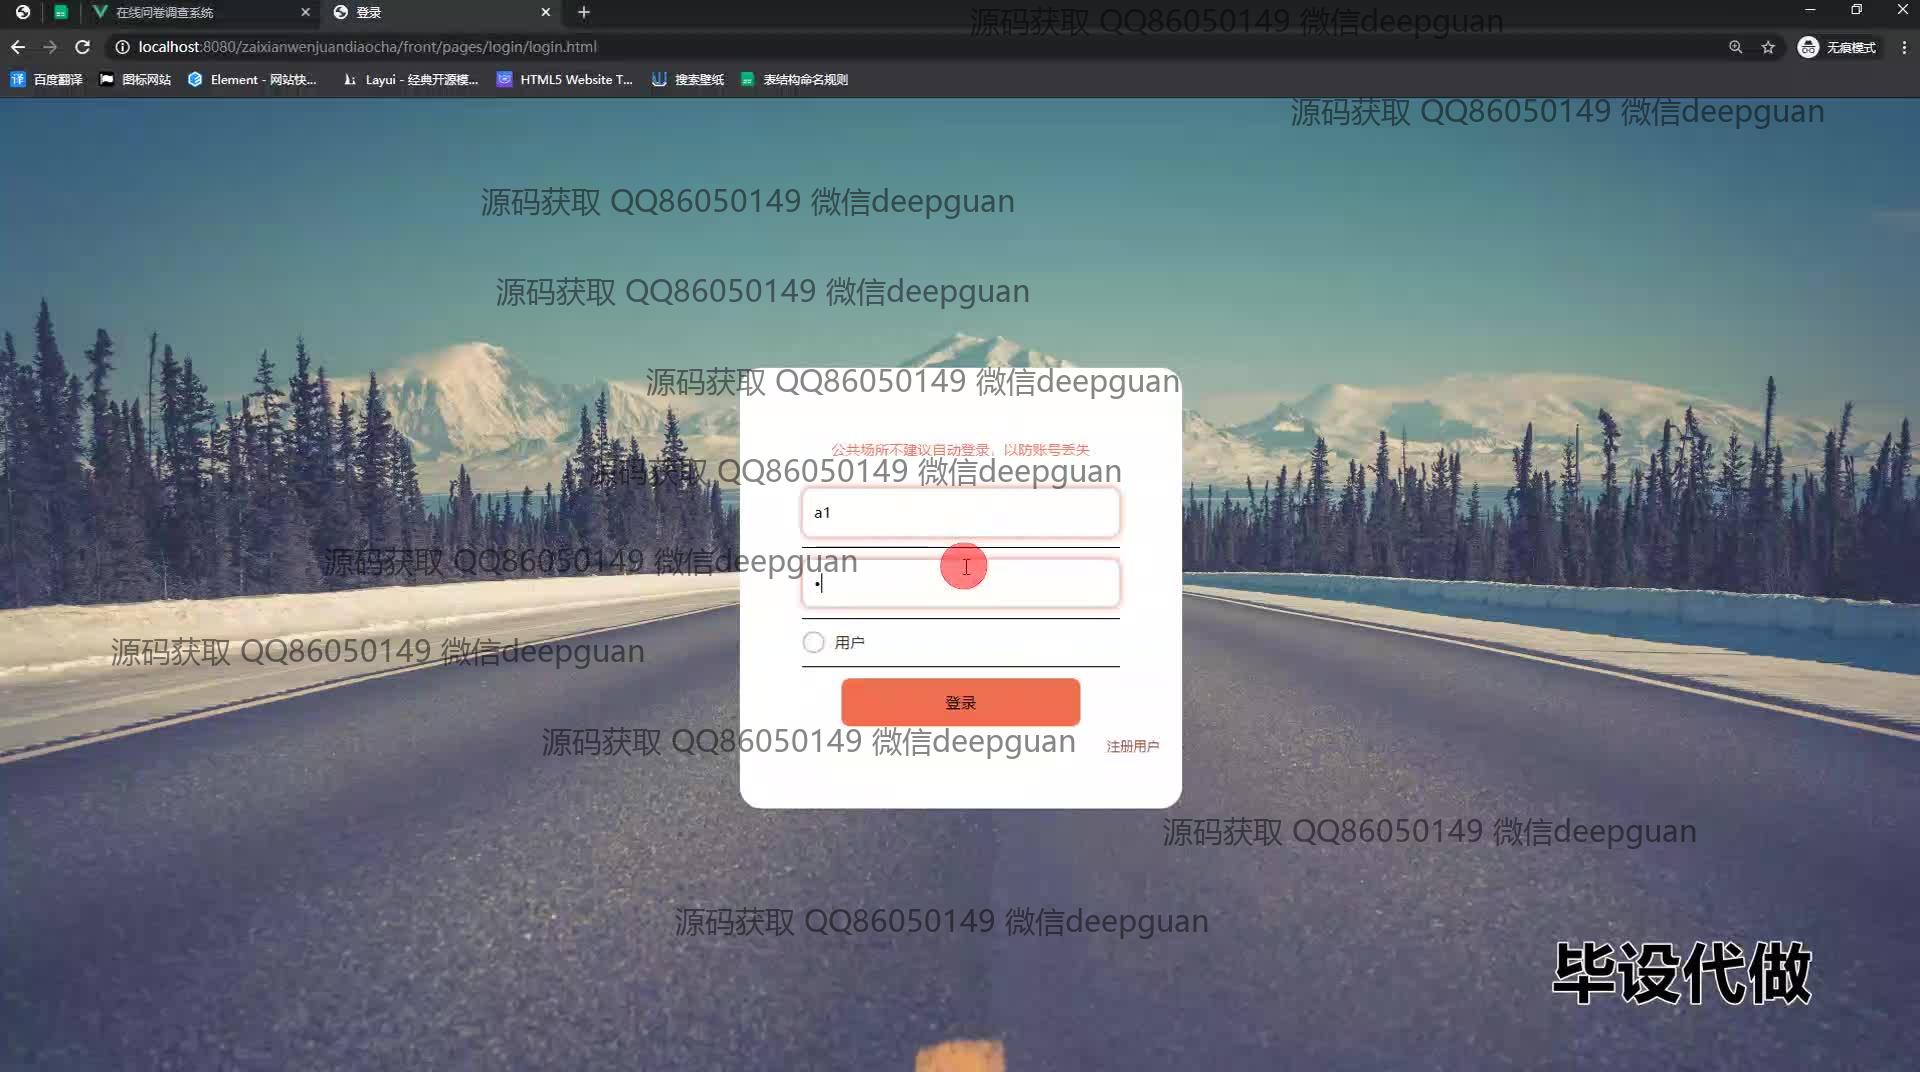 在线问卷调查系统
登录
源码获取 QQ86050149 微信deepguan
localhost:8080/zaixianwenjuandiaocha/front/pages/login/login.html
无痕模式
百度翻译
图标网站
Element - 网站快...
Layui - 经典开源模...
HTML5 Website T...
搜索壁纸
表结构命名规则
源码获取 QQ86050149 微信deepguan
源码获取 QQ86050149 微信deepguan
源码获取 QQ86050149 微信deepguan
源码获取 QQ86050149 微信deepguan
公共场所不建议自动登录，以防账号丢失
源码获取 QQ86050149 微信deepguan
a1
源码获取 QQ86050149 微信deepguan
用户
源码获取 QQ86050149 微信deepguan
登录
源码获取 QQ86050149 微信deepguan
注册用户
源码获取 QQ86050149 微信deepguan
源码获取 QQ86050149 微信deepguan
毕设代做